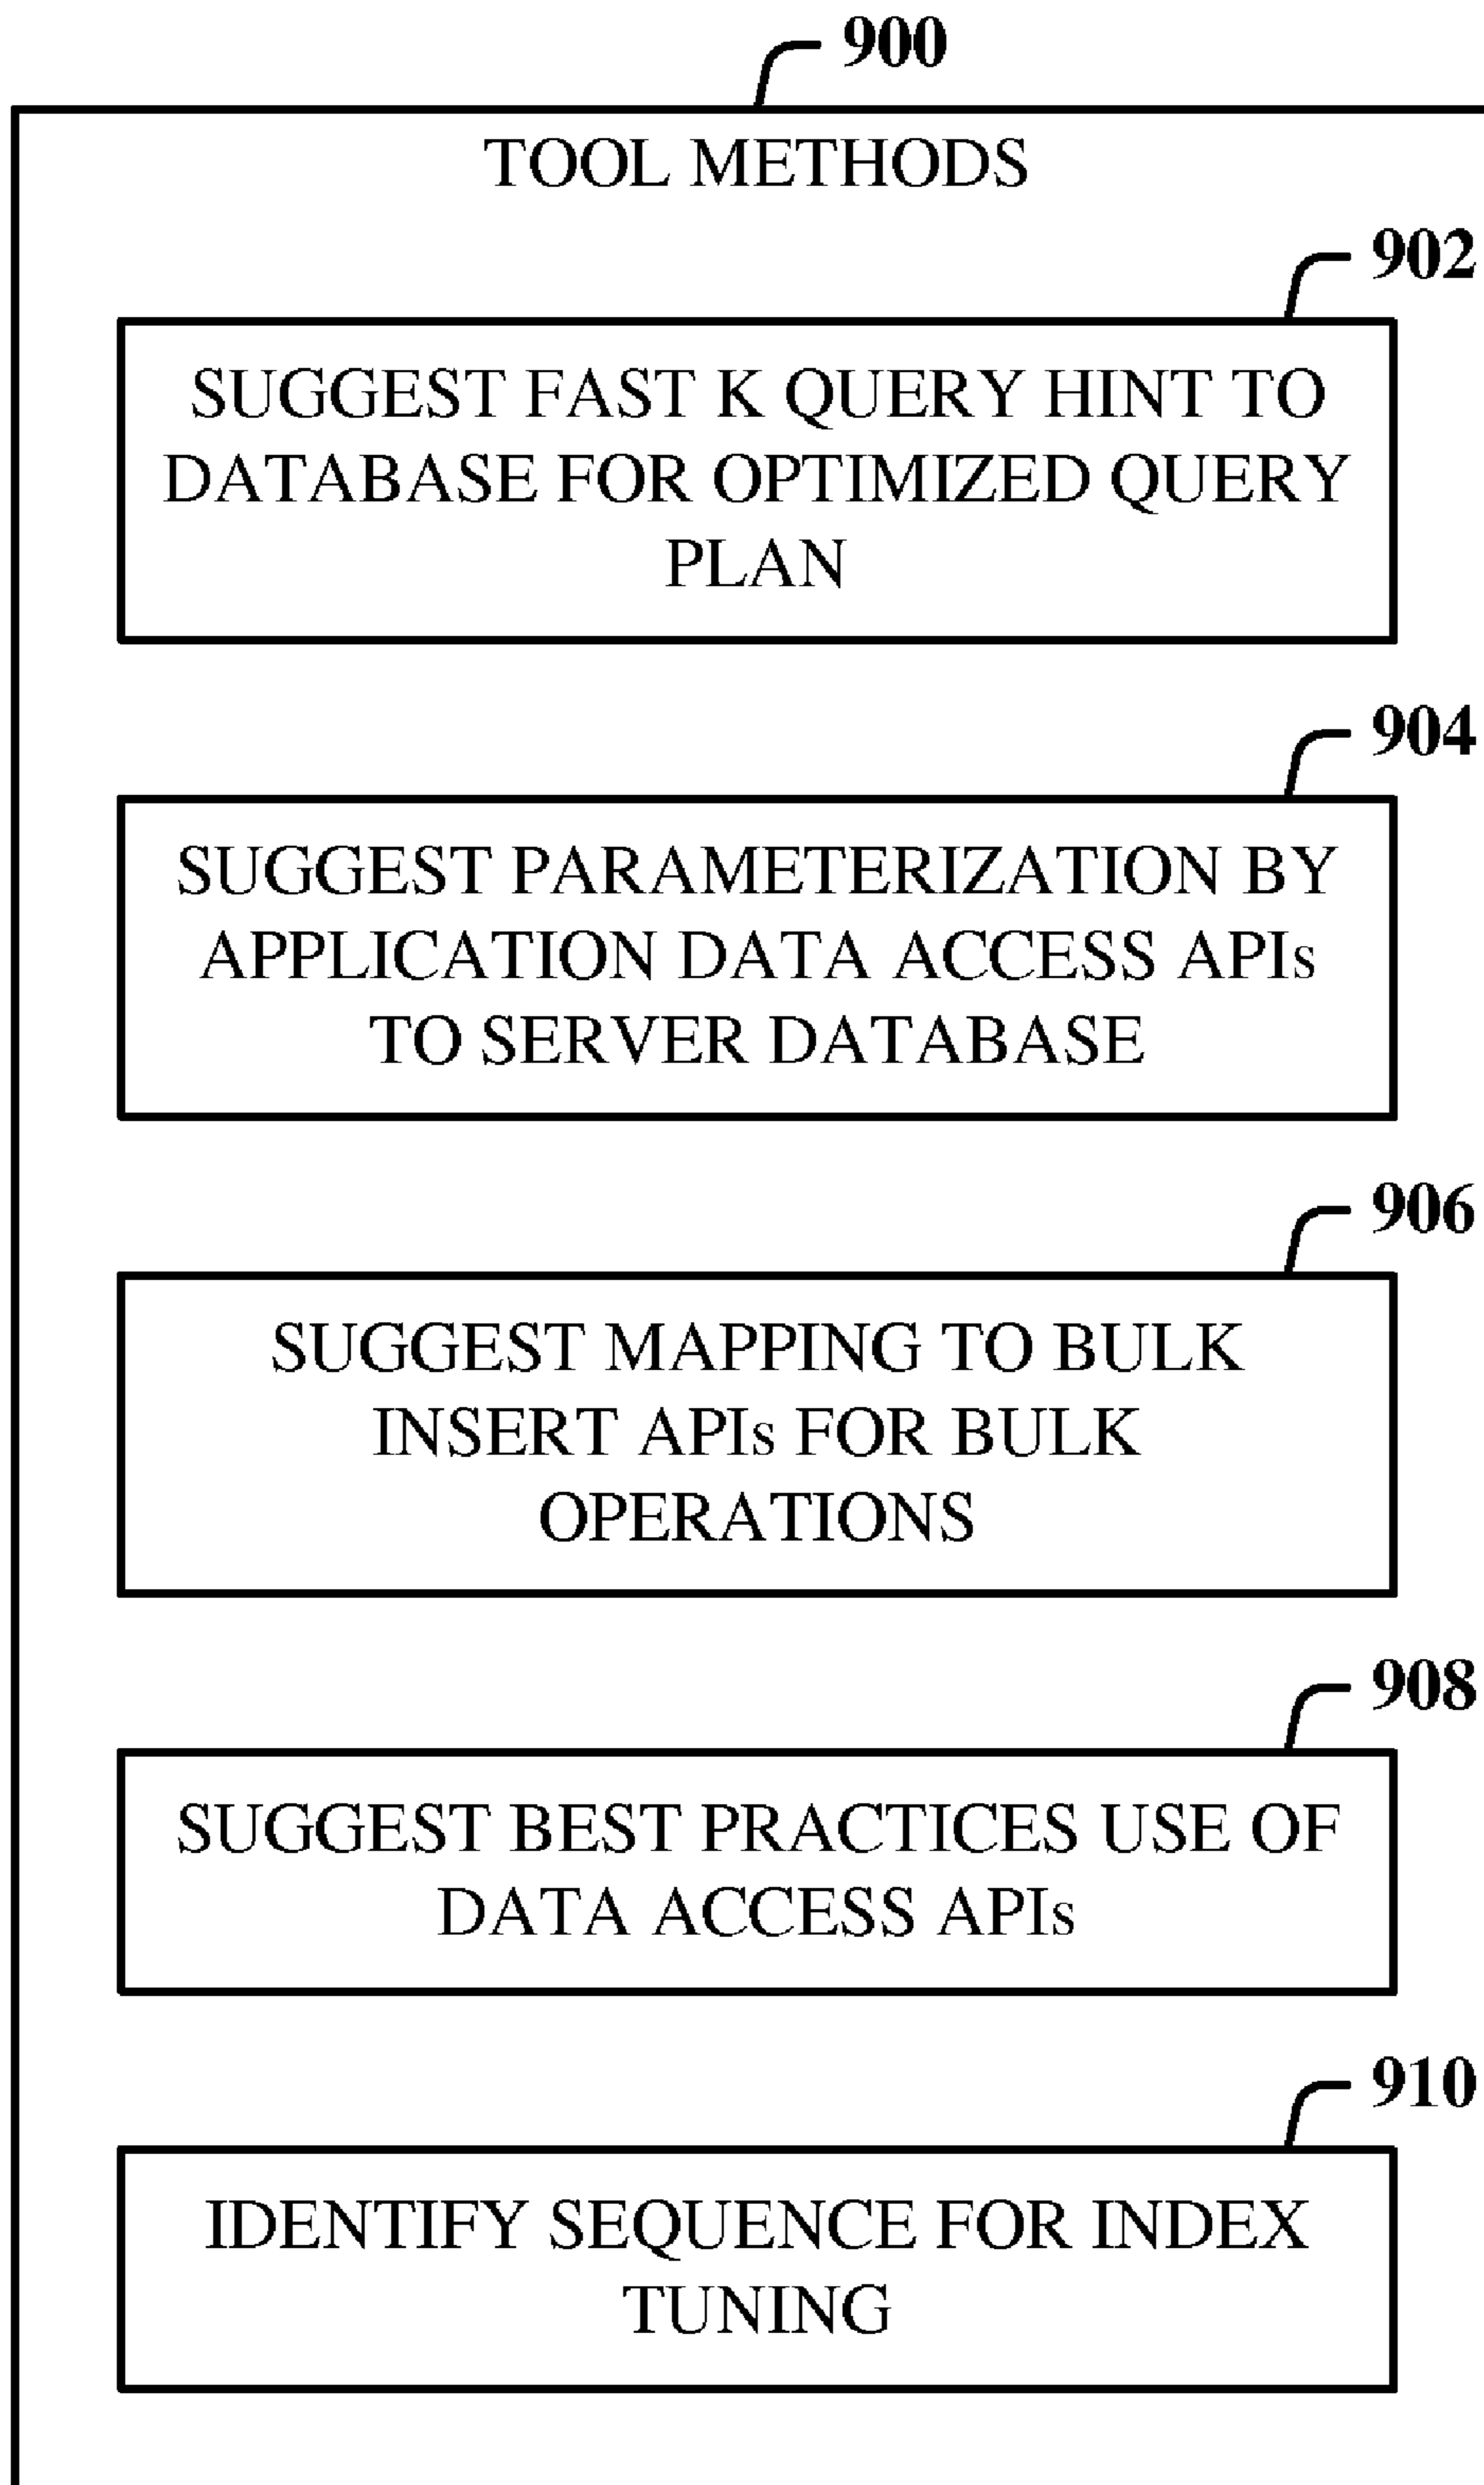 900
TOOL METHODS
902
SUGGEST FAST K QUERY HINT TO
DATABASE FOR OPTIMIZED QUERY
PLAN
904
SUGGEST PARAMETERIZATION BY
APPLICATION DATA ACCESS APIs
TO SERVER DATABASE
906
SUGGEST MAPPING TO BULK
INSERT APIs FOR BULK
OPERATIONS
908
SUGGEST BEST PRACTICES USE OF
DATA ACCESS APIs
910
IDENTIFY SEQUENCE FOR INDEX
TUNING